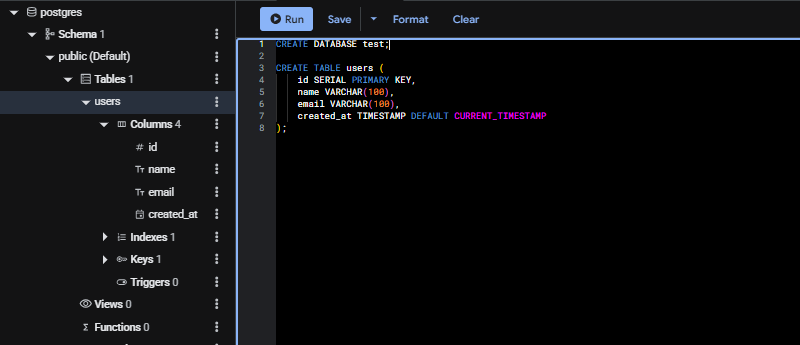 postgres
Schema 1
public (Default)
Tables 1
users
Columns 4
# id
Tт name
Tт email
created_at
Indexes 1
Keys 1
Triggers 0
Views 0
Σ Functions 0
Run Save Format Clear
1 CREATE DATABASE test;
2
3 CREATE TABLE users (
4 id SERIAL PRIMARY KEY,
5 name VARCHAR(100),
6 email VARCHAR(100),
7 created_at TIMESTAMP DEFAULT CURRENT_TIMESTAMP
8 );